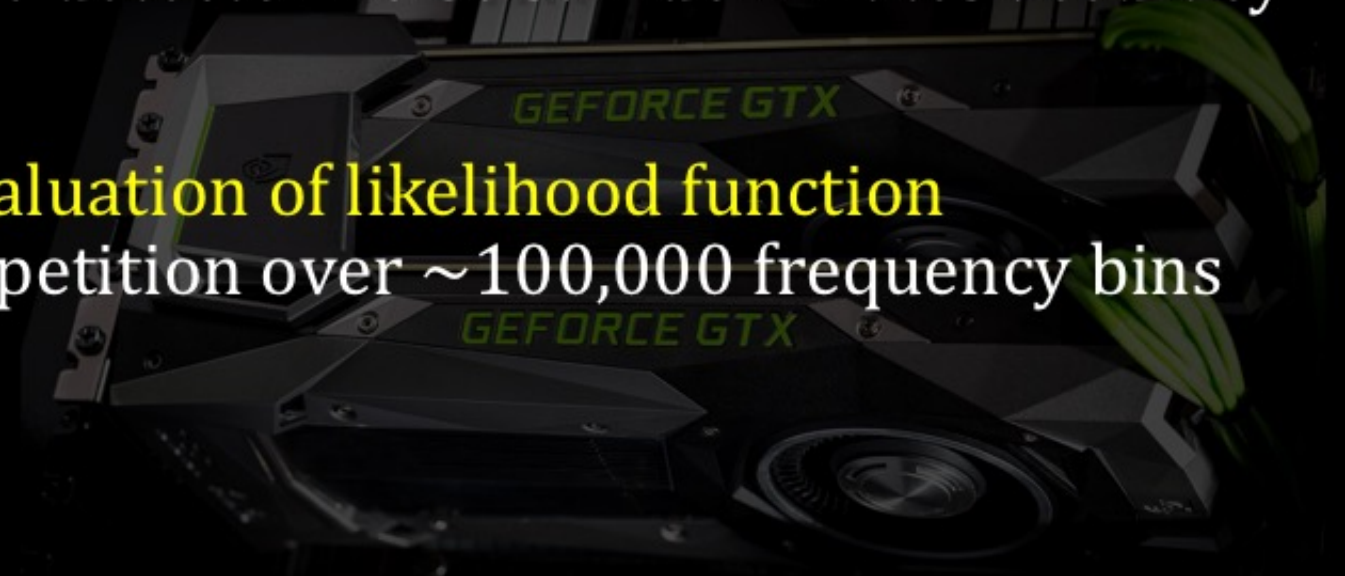 GEFORCE GTX
aluation of likelihood function
petition over ~100,000 frequency bins
GEFORCE GTX